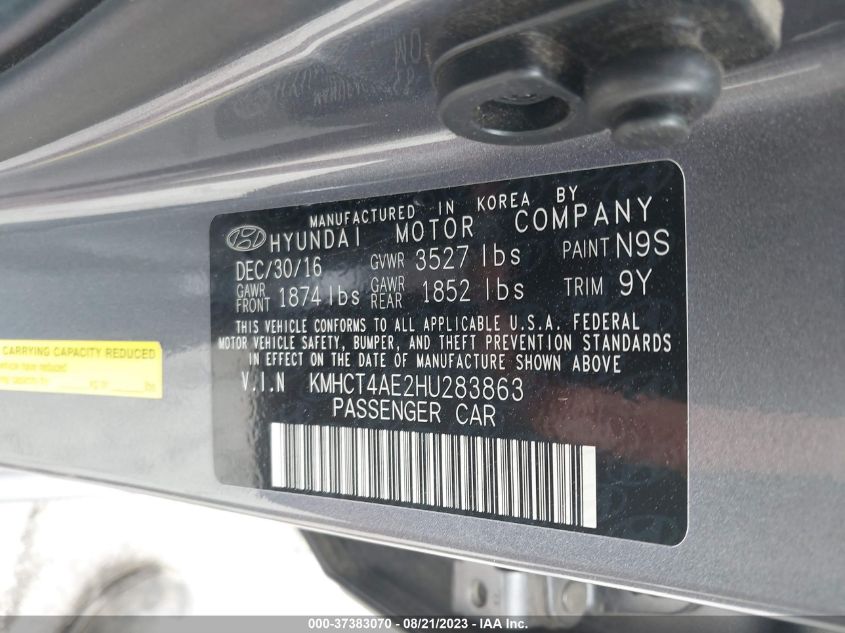 MANUFACTURED IN KOREA BY
HYUNDAI MOTOR COMPANY
DEC/30/16 GVWR 3527 lbs PAINT N9S
GAWR FRONT 1874 lbs GAWR REAR 1852 lbs TRIM 9Y
THIS VEHICLE CONFORMS TO ALL APPLICABLE U.S.A. FEDERAL
MOTOR VEHICLE SAFETY, BUMPER, AND THEFT PREVENTION STANDARDS
IN EFFECT ON THE DATE OF MANUFACTURE SHOWN ABOVE
V.I.N KMHCT4AE2HU283863
PASSENGER CAR
CARRYING CAPACITY REDUCED
000-37383070 - 08/21/2023 - IAA Inc.